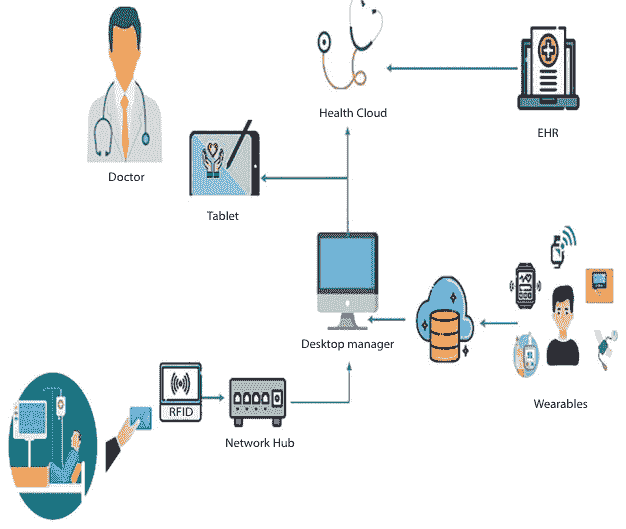 Health Cloud
EHR
Doctor
Tablet
Desktop manager
Wearables
RFID
Network Hub